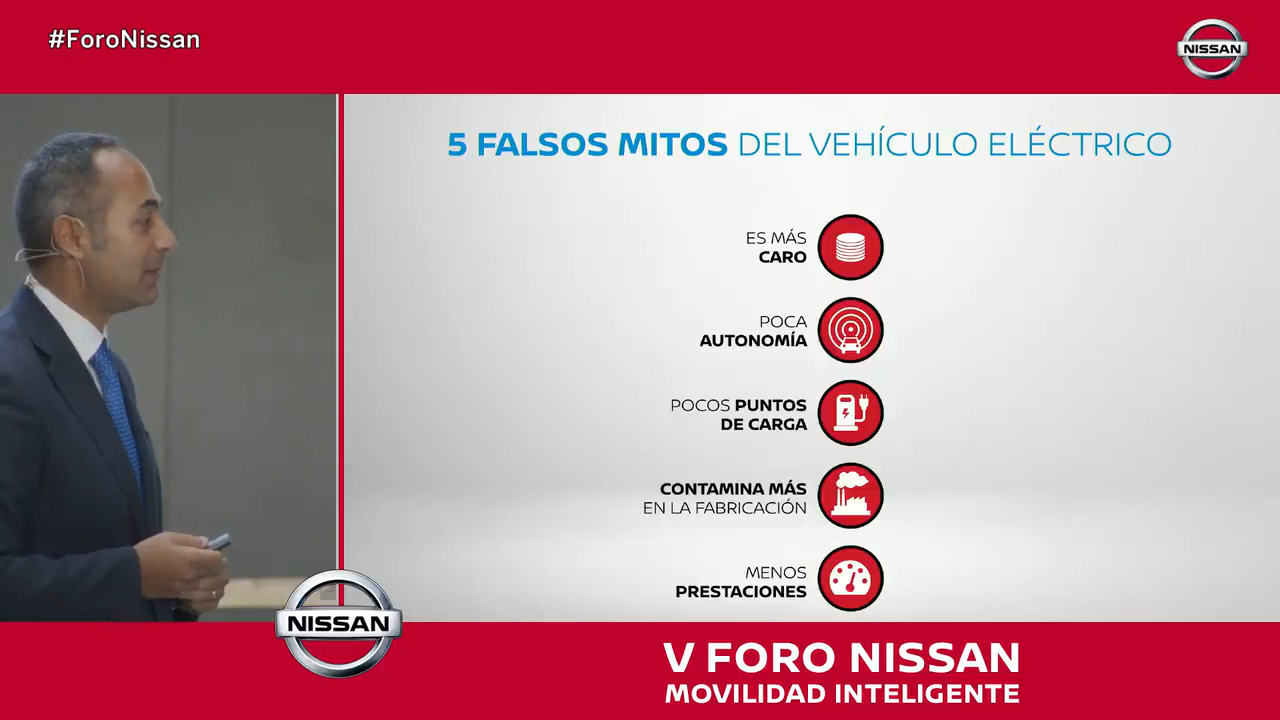 #ForoNissan
NISSAN
5 FALSOS MITOS DEL VEHÍCULO ELÉCTRICO
ES MÁS
CARO
POCA
AUTONOMÍA
POCOS PUNTOS
DE CARGA
CONTAMINA MÁS
EN LA FABRICACIÓN
MENOS
PRESTACIONES
NISSAN
V FORO NISSAN
MOVILIDAD INTELIGENTE